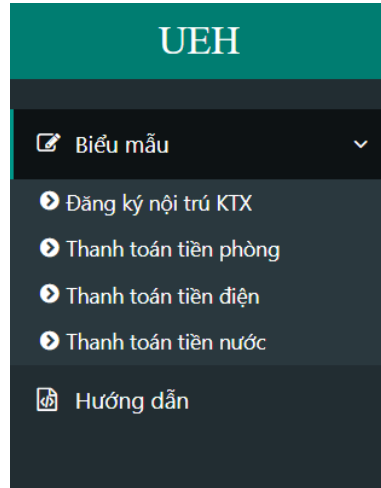 UEH
Biểu mẫu
Đăng ký nội trú KTX
Thanh toán tiền phòng
Thanh toán tiền điện
Thanh toán tiền nước
Hướng dẫn